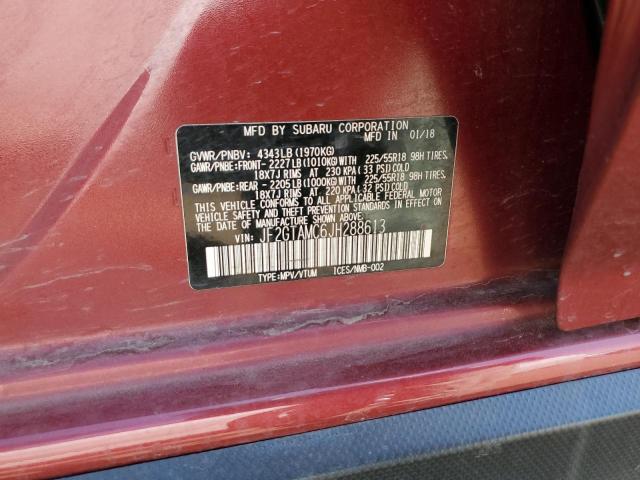 MFD BY SUBARU CORPORATION
MFD IN 01/18
GVWR/PNBV: 4343LB (1970KG)
GAWR/PNBE:FRONT- 2227LB (1010KG)WITH 225/55R18 98H TIRES,
18X7J RIMS AT 230 KPA (33 PSI) COLD
GAWR/PNBE:REAR - 2205LB (1000KG)WITH 225/55R18 98H TIRES,
18X7J RIMS AT 220 KPA (32 PSI) COLD
THIS VEHICLE CONFORMS TO ALL APPLICABLE FEDERAL MOTOR
VEHICLE SAFETY AND BUMPER STANDARDS IN EFFECT ON
THE DATE OF MANUFACTURE SHOWN ABOVE.
VIN: JF2GTAMC6JH288613
TYPE:MPV/VTUM ICES/NMB-002